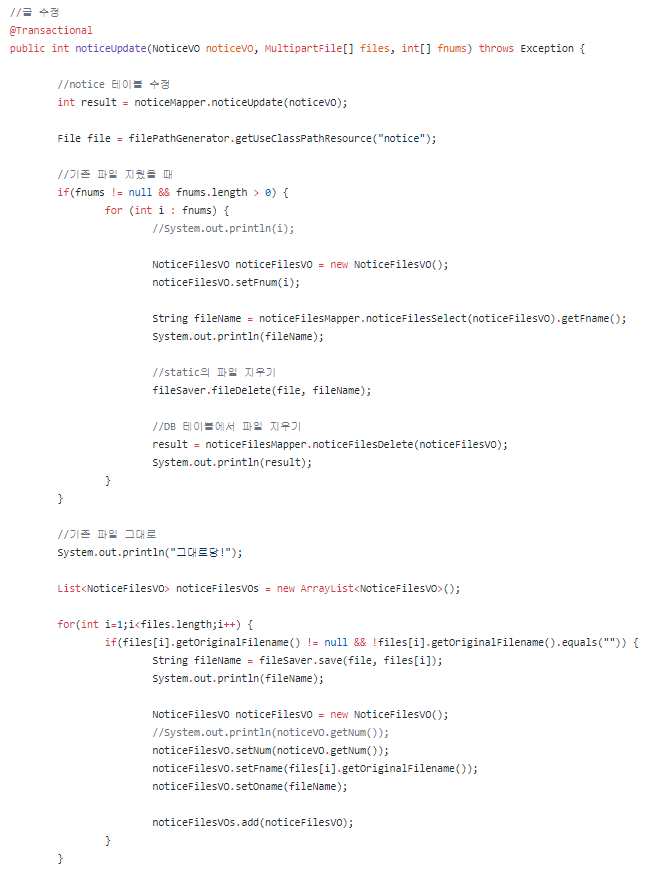 //글 수정
@Transactional
public int noticeUpdate(NoticeVO noticeVO, MultipartFile[] files, int[] fnums) throws Exception {
//notice 테이블 수정
int result = noticeMapper.noticeUpdate(noticeVO);
File file = filePathGenerator.getUseClassPathResource("notice");
//기존 파일 지웠을 때
if(fnums != null && fnums.length > 0) {
for (int i : fnums) {
//System.out.println(i);
NoticeFilesVO noticeFilesVO = new NoticeFilesVO();
noticeFilesVO.setFnum(i);
String fileName = noticeFilesMapper.noticeFilesSelect(noticeFilesVO).getFname();
System.out.println(fileName);
//static의 파일 지우기
fileSaver.fileDelete(file, fileName);
//DB 테이블에서 파일 지우기
result = noticeFilesMapper.noticeFilesDelete(noticeFilesVO);
System.out.println(result);
}
}
//기존 파일 그대로
System.out.println("그대로당!");
List<NoticeFilesVO> noticeFilesVOs = new ArrayList<NoticeFilesVO>();
for(int i=1;i<files.length;i++) {
if(files[i].getOriginalFilename() != null && !files[i].getOriginalFilename().equals("")) {
String fileName = fileSaver.save(file, files[i]);
System.out.println(fileName);
NoticeFilesVO noticeFilesVO = new NoticeFilesVO();
//System.out.println(noticeVO.getNum());
noticeFilesVO.setNum(noticeVO.getNum());
noticeFilesVO.setFname(files[i].getOriginalFilename());
noticeFilesVO.setOname(fileName);
noticeFilesVOs.add(noticeFilesVO);
}
}